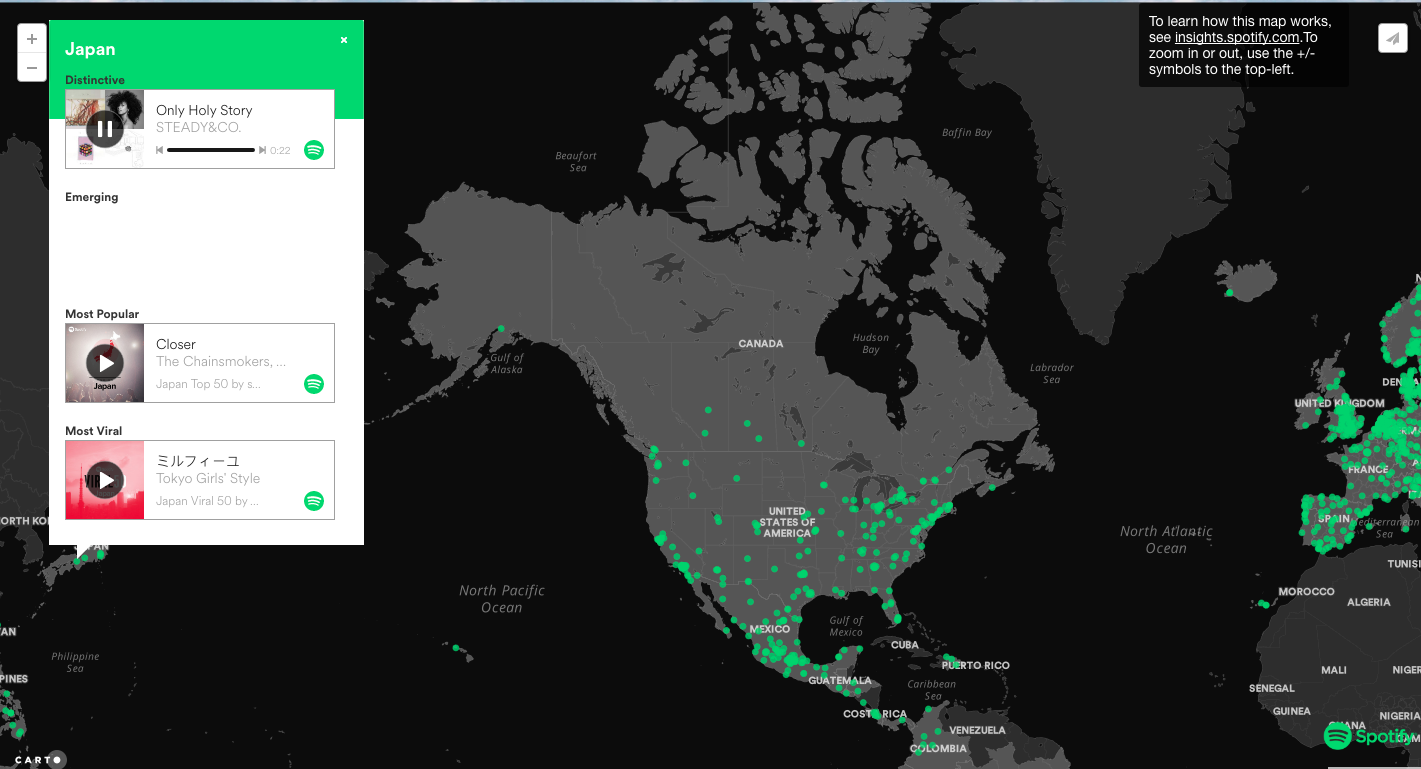 +
−
Japan
×
Distinctive
Only Holy Story
STEADY&CO.
0:22
Emerging
Most Popular
Japan
Closer
The Chainsmokers, ...
Japan Top 50 by s...
Most Viral
ミルフィーユ
Tokyo Girls' Style
Japan Viral 50 by ...
To learn how this map works,
see insights.spotify.com.To
zoom in or out, use the +/-
symbols to the top-left.
Baffin Bay
Beaufort
Sea
Gulf of
Alaska
CANADA
Hudson
Bay
Labrador
Sea
UNITED KINGDOM
FRANCE
SPAIN
Mediterranean
Sea
UNITED
STATES OF
AMERICA
North Atlantic
Ocean
North Pacific
Ocean
TUNISI
MOROCCO
ALGERIA
MEXICO
Gulf of
Mexico
CUBA
PUERTO RICO
GUATEMALA
Caribbean
Sea
COSTA RICA
VENEZUELA
COLOMBIA
MALI
NIGER
SENEGAL
GUINEA
GHANA
NIGERIA
Philippine
Sea
PINES
CARTO
Spotify